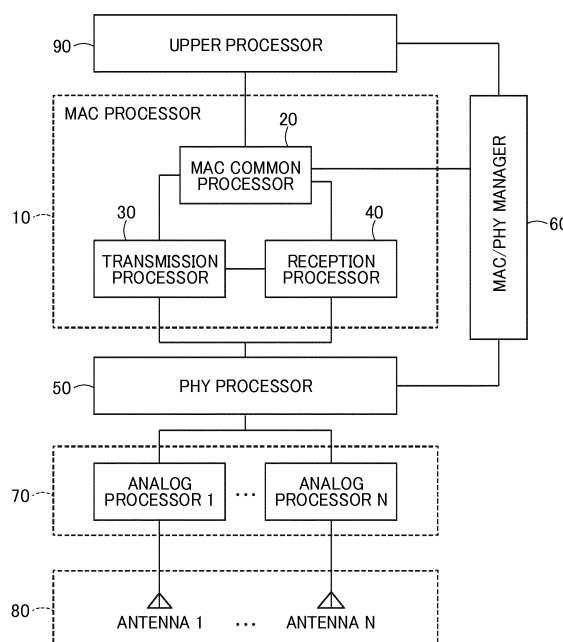 90
UPPER PROCESSOR
MAC PROCESSOR
20
MAC COMMON
PROCESSOR
10
30
TRANSMISSION
PROCESSOR
40
RECEPTION
PROCESSOR
MAC/PHY MANAGER
60
50
PHY PROCESSOR
70
ANALOG
PROCESSOR 1
...
ANALOG
PROCESSOR N
80
ANTENNA 1
...
ANTENNA N